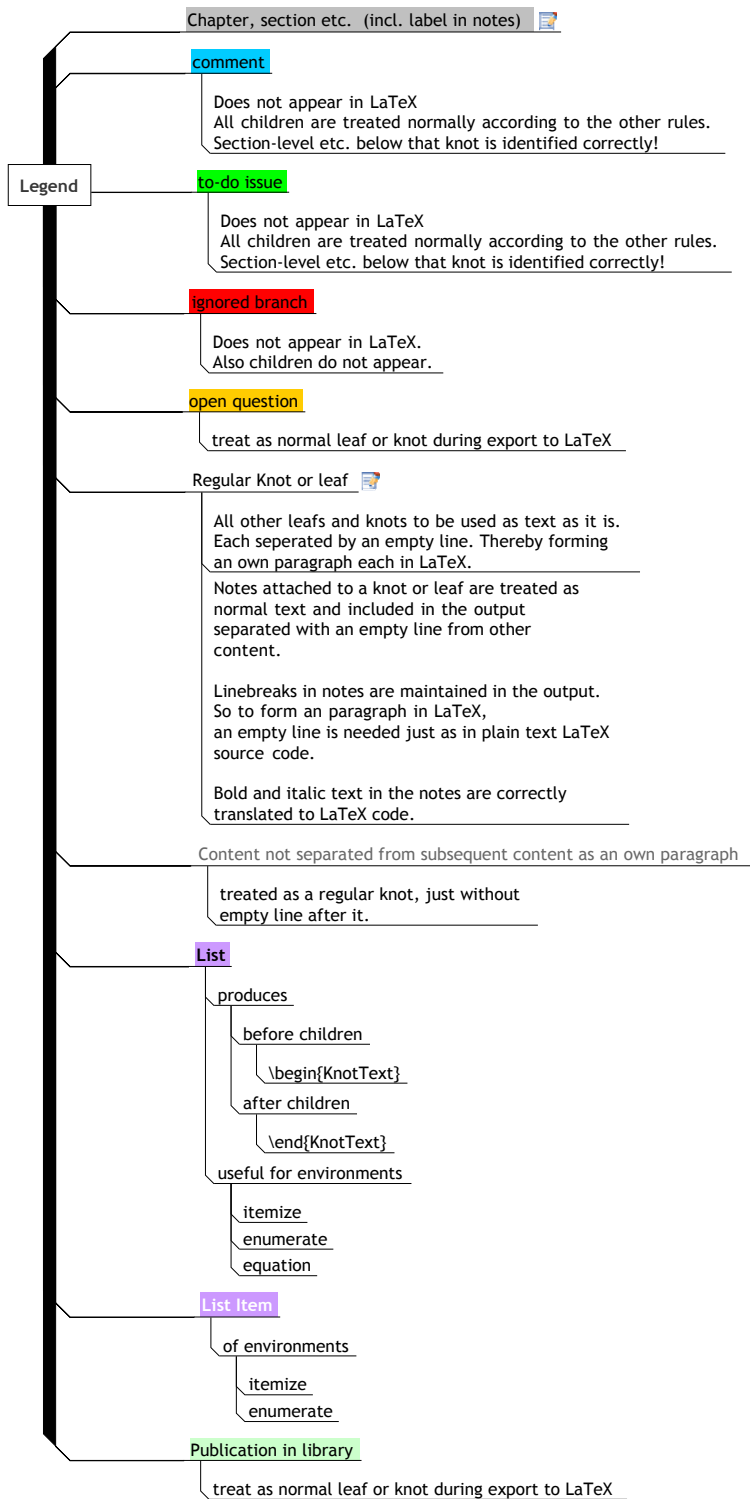 Chapter, section etc.  (incl. label in notes)
comment
Does not appear in LaTeX
All children are treated normally according to the other rules.
Section-level etc. below that knot is identified correctly!
Legend
to-do issue
Does not appear in LaTeX
All children are treated normally according to the other rules.
Section-level etc. below that knot is identified correctly!
ignored branch
Does not appear in LaTeX.
Also children do not appear.
open question
treat as normal leaf or knot during export to LaTeX
Regular Knot or leaf
All other leafs and knots to be used as text as it is.
Each seperated by an empty line. Thereby forming
an own paragraph each in LaTeX.
Notes attached to a knot or leaf are treated as
normal text and included in the output
separated with an empty line from other
content.
Linebreaks in notes are maintained in the output.
So to form an paragraph in LaTeX,
an empty line is needed just as in plain text LaTeX
source code.
Bold and italic text in the notes are correctly
translated to LaTeX code.
Content not separated from subsequent content as an own paragraph
treated as a regular knot, just without
empty line after it.
List
produces
before children
\begin{KnotText}
after children
\end{KnotText}
useful for environments
itemize
enumerate
equation
List Item
of environments
itemize
enumerate
Publication in library
treat as normal leaf or knot during export to LaTeX